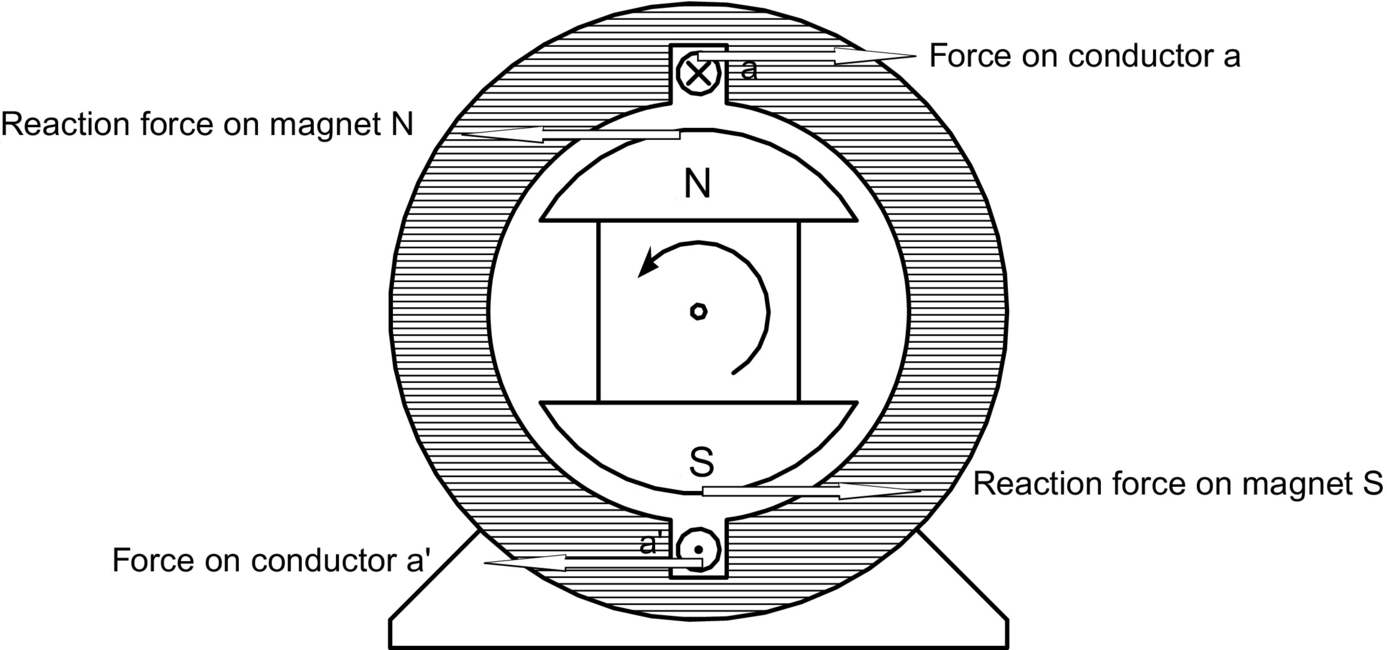 Force on conductor a
a
Reaction force on magnet N
N
S
Reaction force on magnet S
a'
Force on conductor a'